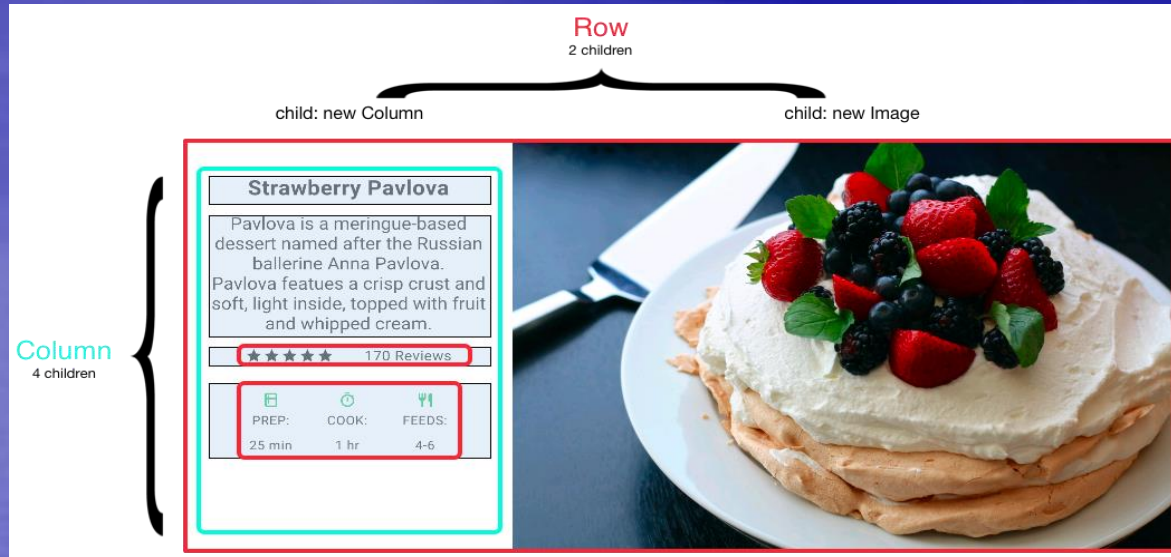 Row
2 children
child: new Column
child: new Image
Column
4 children
Strawberry Pavlova
Pavlova is a meringue-based
dessert named after the Russian
ballerine Anna Pavlova.
Pavlova featues a crisp crust and
soft, light inside, topped with fruit
and whipped cream.
170 Reviews
PREP: COOK: FEEDS:
25 min 1 hr 4-6